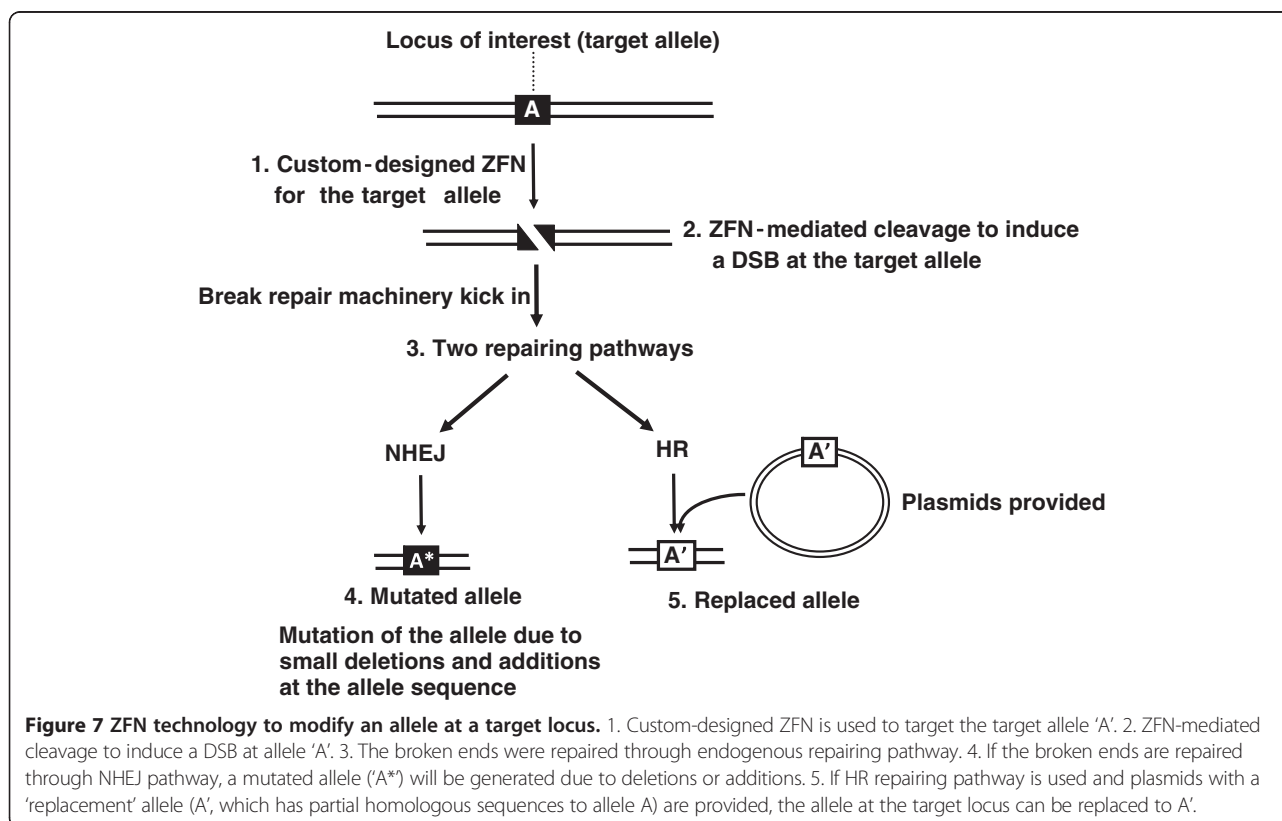 Locus of interest (target allele)
A
1. Custom-designed ZFN
for the target allele
2. ZFN-mediated cleavage to induce
a DSB at the target allele
Break repair machinery kick in
3. Two repairing pathways
NHEJ
HR
A'
Plasmids provided
A*
A'
4. Mutated allele
5. Replaced allele
Mutation of the allele due to
small deletions and additions
at the allele sequence
Figure 7 ZFN technology to modify an allele at a target locus. 1. Custom-designed ZFN is used to target the target allele ‘A’. 2. ZFN-mediated
cleavage to induce a DSB at allele ‘A’. 3. The broken ends were repaired through endogenous repairing pathway. 4. If the broken ends are repaired
through NHEJ pathway, a mutated allele (‘A*’) will be generated due to deletions or additions. 5. If HR repairing pathway is used and plasmids with a
‘replacement’ allele (A’, which has partial homologous sequences to allele A) are provided, the allele at the target locus can be replaced to A’.